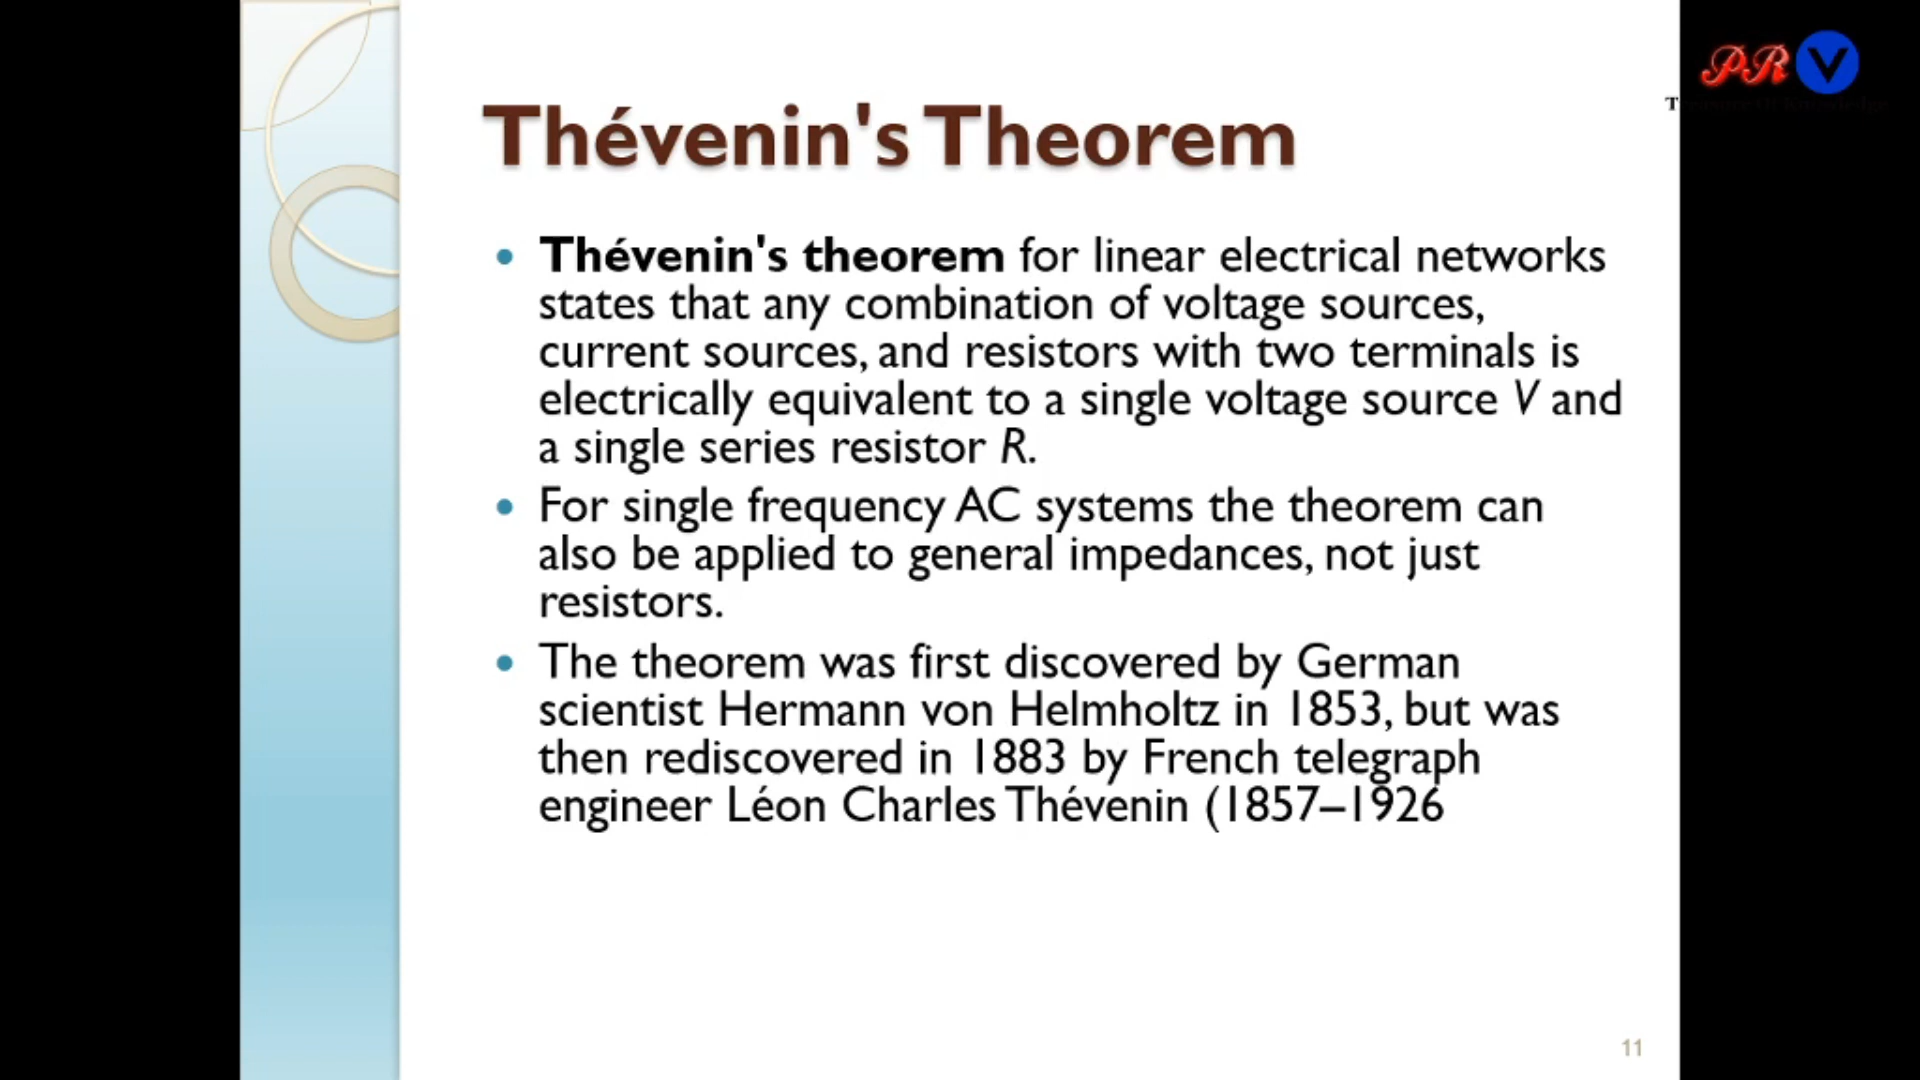 PR V
Thévenin's Theorem
• Thévenin's theorem for linear electrical networks
states that any combination of voltage sources,
current sources, and resistors with two terminals is
electrically equivalent to a single voltage source V and
a single series resistor R.
• For single frequency AC systems the theorem can
also be applied to general impedances, not just
resistors.
• The theorem was first discovered by German
scientist Hermann von Helmholtz in 1853, but was
then rediscovered in 1883 by French telegraph
engineer Léon Charles Thévenin (1857–1926
11